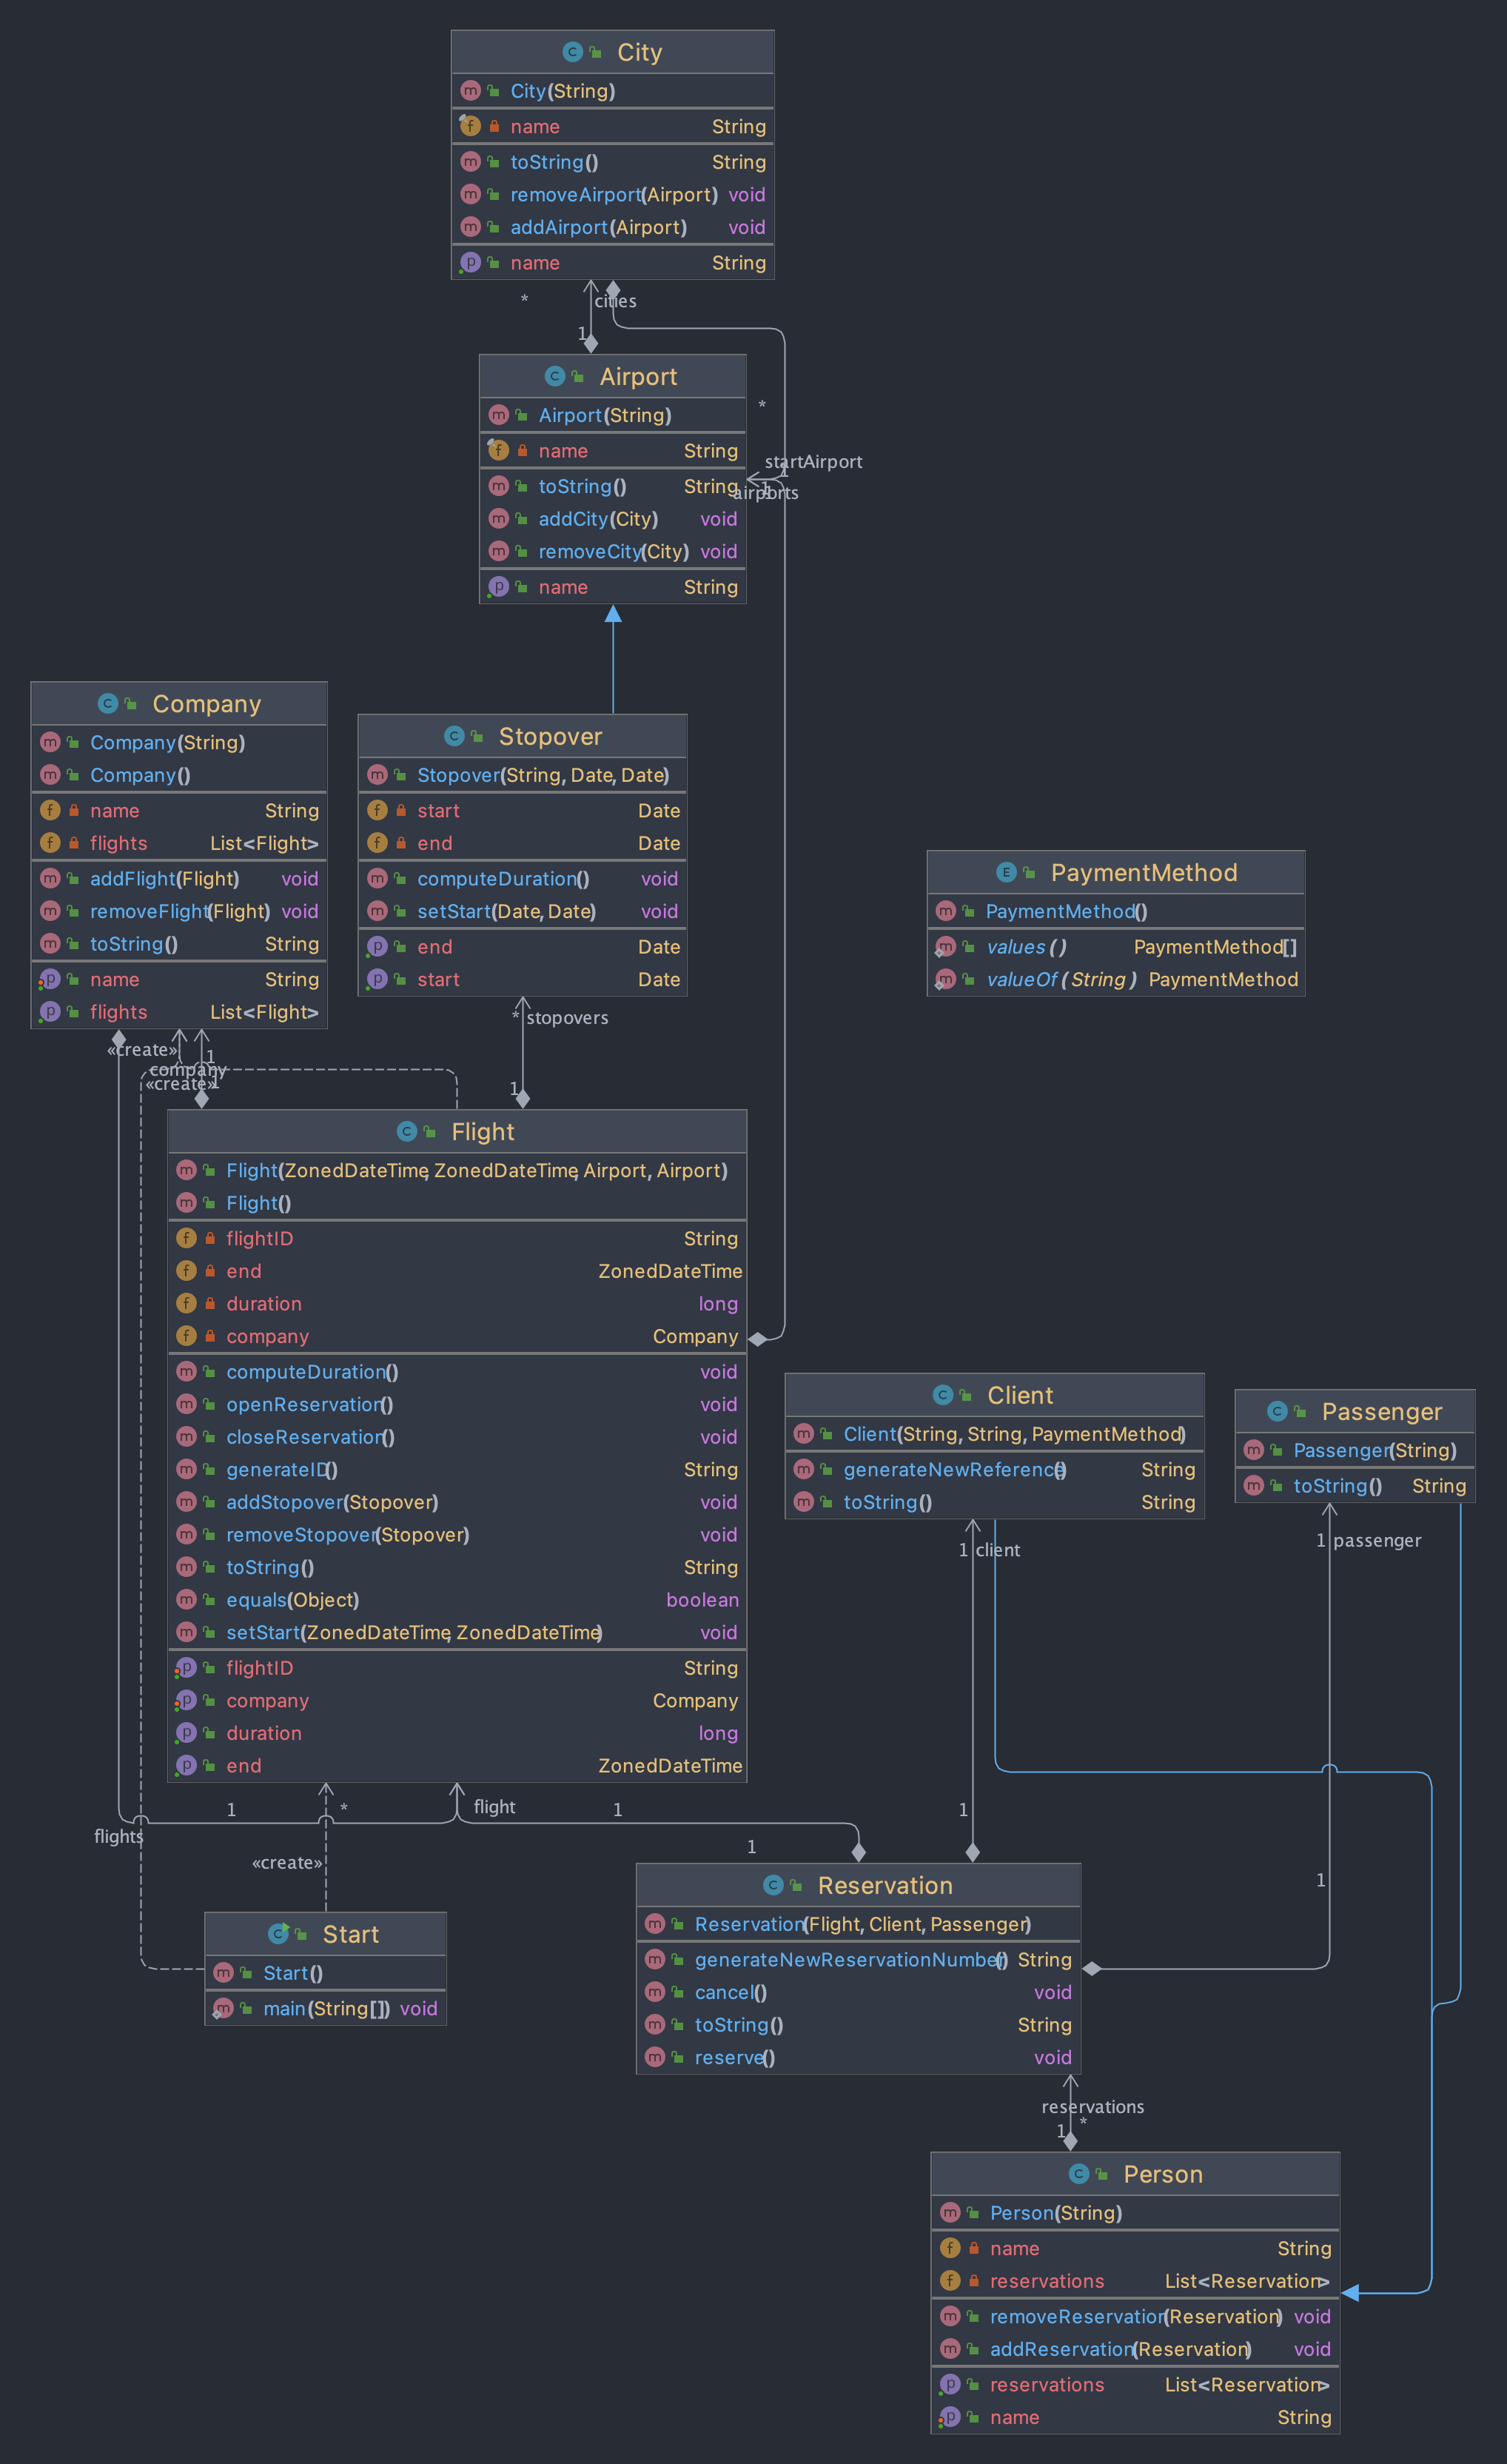 City
City(String)
name String
toString() String
removeAirport(Airport) void
addAirport(Airport) void
name String
* cities
1
Airport
Airport(String)
name String
toString() String
addCity(City) void
removeCity(City) void
name String
*
startAirport
1
1
airports
Company
Company(String)
Company()
name String
flights List<Flight>
addFlight(Flight) void
removeFlight(Flight) void
toString() String
name String
flights List<Flight>
Stopover
Stopover(String, Date, Date)
start Date
end Date
computeDuration() void
setStart(Date, Date) void
end Date
start Date
PaymentMethod
PaymentMethod()
values() PaymentMethod[]
valueOf(String) PaymentMethod
* stopovers
1
«create»
1
company
«create»
1
Flight
Flight(ZonedDateTime, ZonedDateTime, Airport, Airport)
Flight()
flightID String
end ZonedDateTime
duration long
company Company
computeDuration() void
openReservation() void
closeReservation() void
generateID() String
addStopover(Stopover) void
removeStopover(Stopover) void
toString() String
equals(Object) boolean
setStart(ZonedDateTime, ZonedDateTime) void
flightID String
company Company
duration long
end ZonedDateTime
Client
Client(String, String, PaymentMethod)
generateNewReference() String
toString() String
Passenger
Passenger(String)
toString() String
1 client
1 passenger
1
1
1 * flight 1
flights
1
«create»
Start
Start()
main(String[]) void
Reservation
Reservation(Flight, Client, Passenger)
generateNewReservationNumber() String
cancel() void
toString() String
reserve() void
reservations
1 *
Person
Person(String)
name String
reservations List<Reservation>
removeReservation(Reservation) void
addReservation(Reservation) void
reservations List<Reservation>
name String